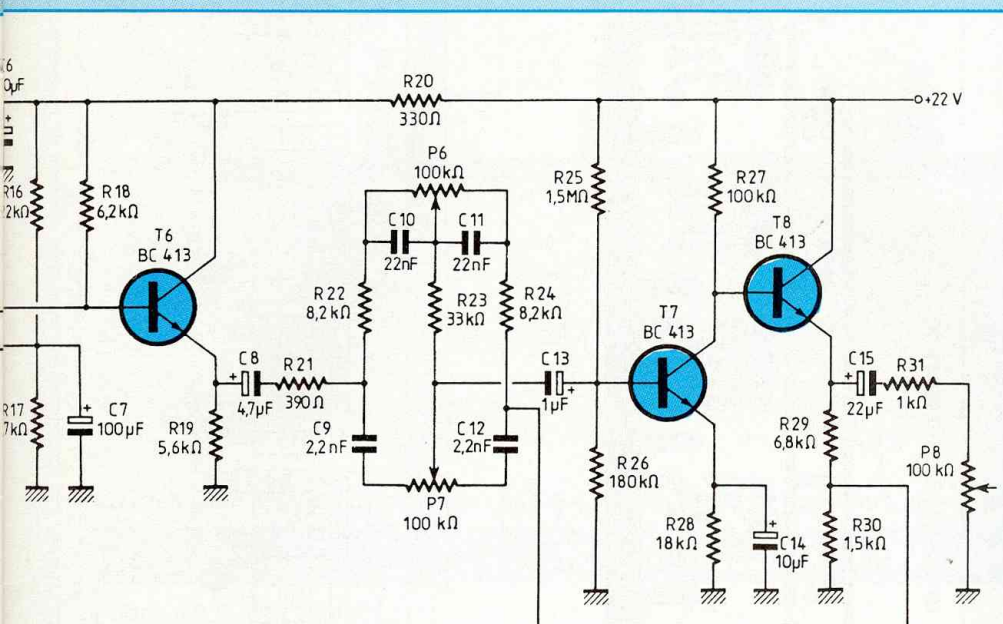 R20
330Ω
+22 V
+
R16
R18
6,2kΩ
T6
BC 413
P6
100kΩ
C10
22nF
C11
22nF
R22
8,2kΩ
R23
33kΩ
R24
8,2kΩ
R25
1,5MΩ
R27
100kΩ
T8
BC 413
T7
BC 413
C8
+
4,7µF
R21
390Ω
C13
+
1µF
C15
+
22µF
R31
1kΩ
R17
C7
+
100µF
R19
5,6kΩ
C9
2,2nF
C12
2,2nF
P7
100 kΩ
R26
180kΩ
R29
6,8kΩ
P8
100 kΩ
R28
18kΩ
+
C14
10µF
R30
1,5kΩ